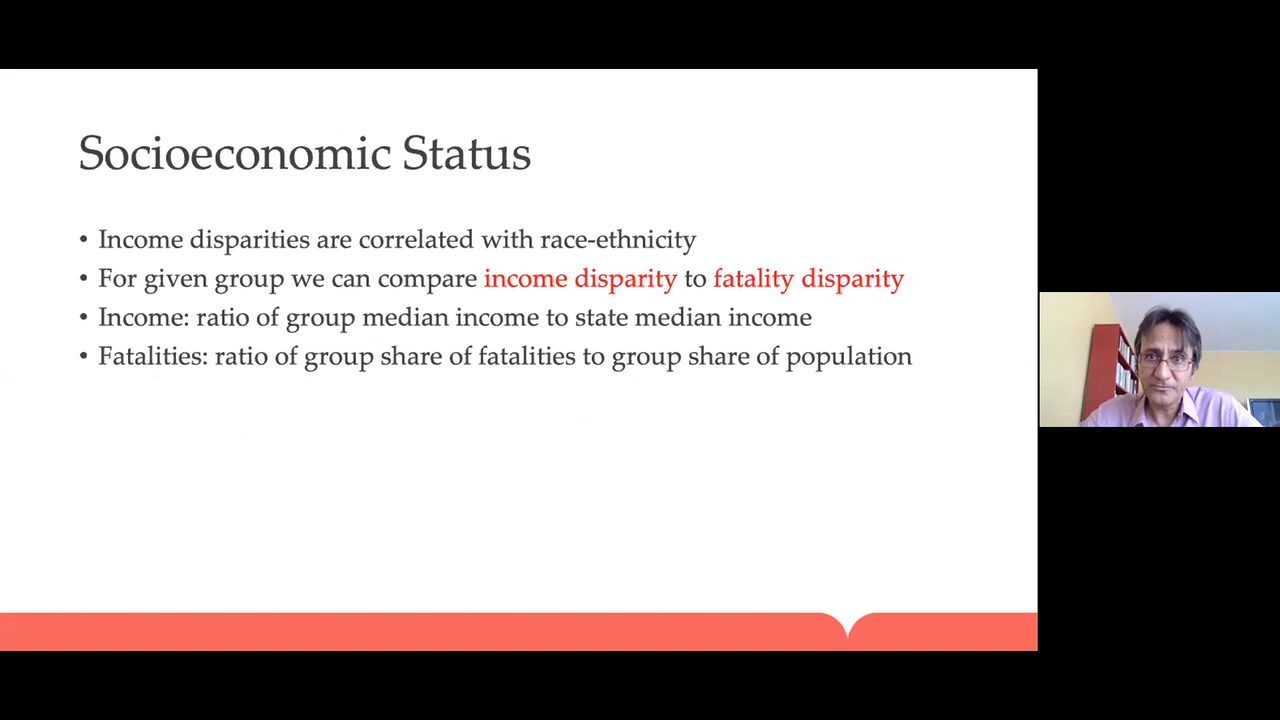 Socioeconomic Status
• Income disparities are correlated with race-ethnicity
• For given group we can compare income disparity to fatality disparity
• Income: ratio of group median income to state median income
• Fatalities: ratio of group share of fatalities to group share of population